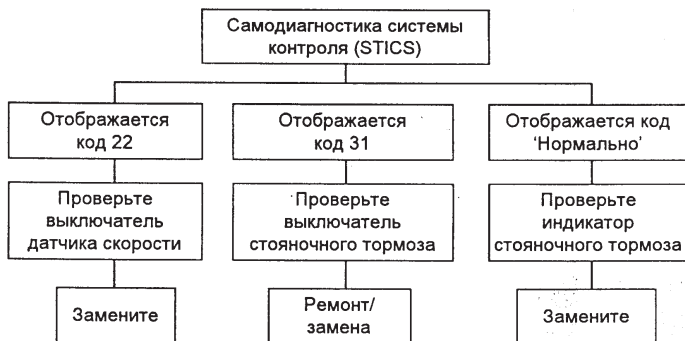 Самодиагностика системы
контроля (STICS)
Отображается
код 22
Отображается
код 31
Отображается код
‘Нормально’
Проверьте
выключатель
датчика скорости
Проверьте
выключатель
стояночного тормоза
Проверьте
индикатор
стояночного тормоза
Замените
Ремонт/
замена
Замените